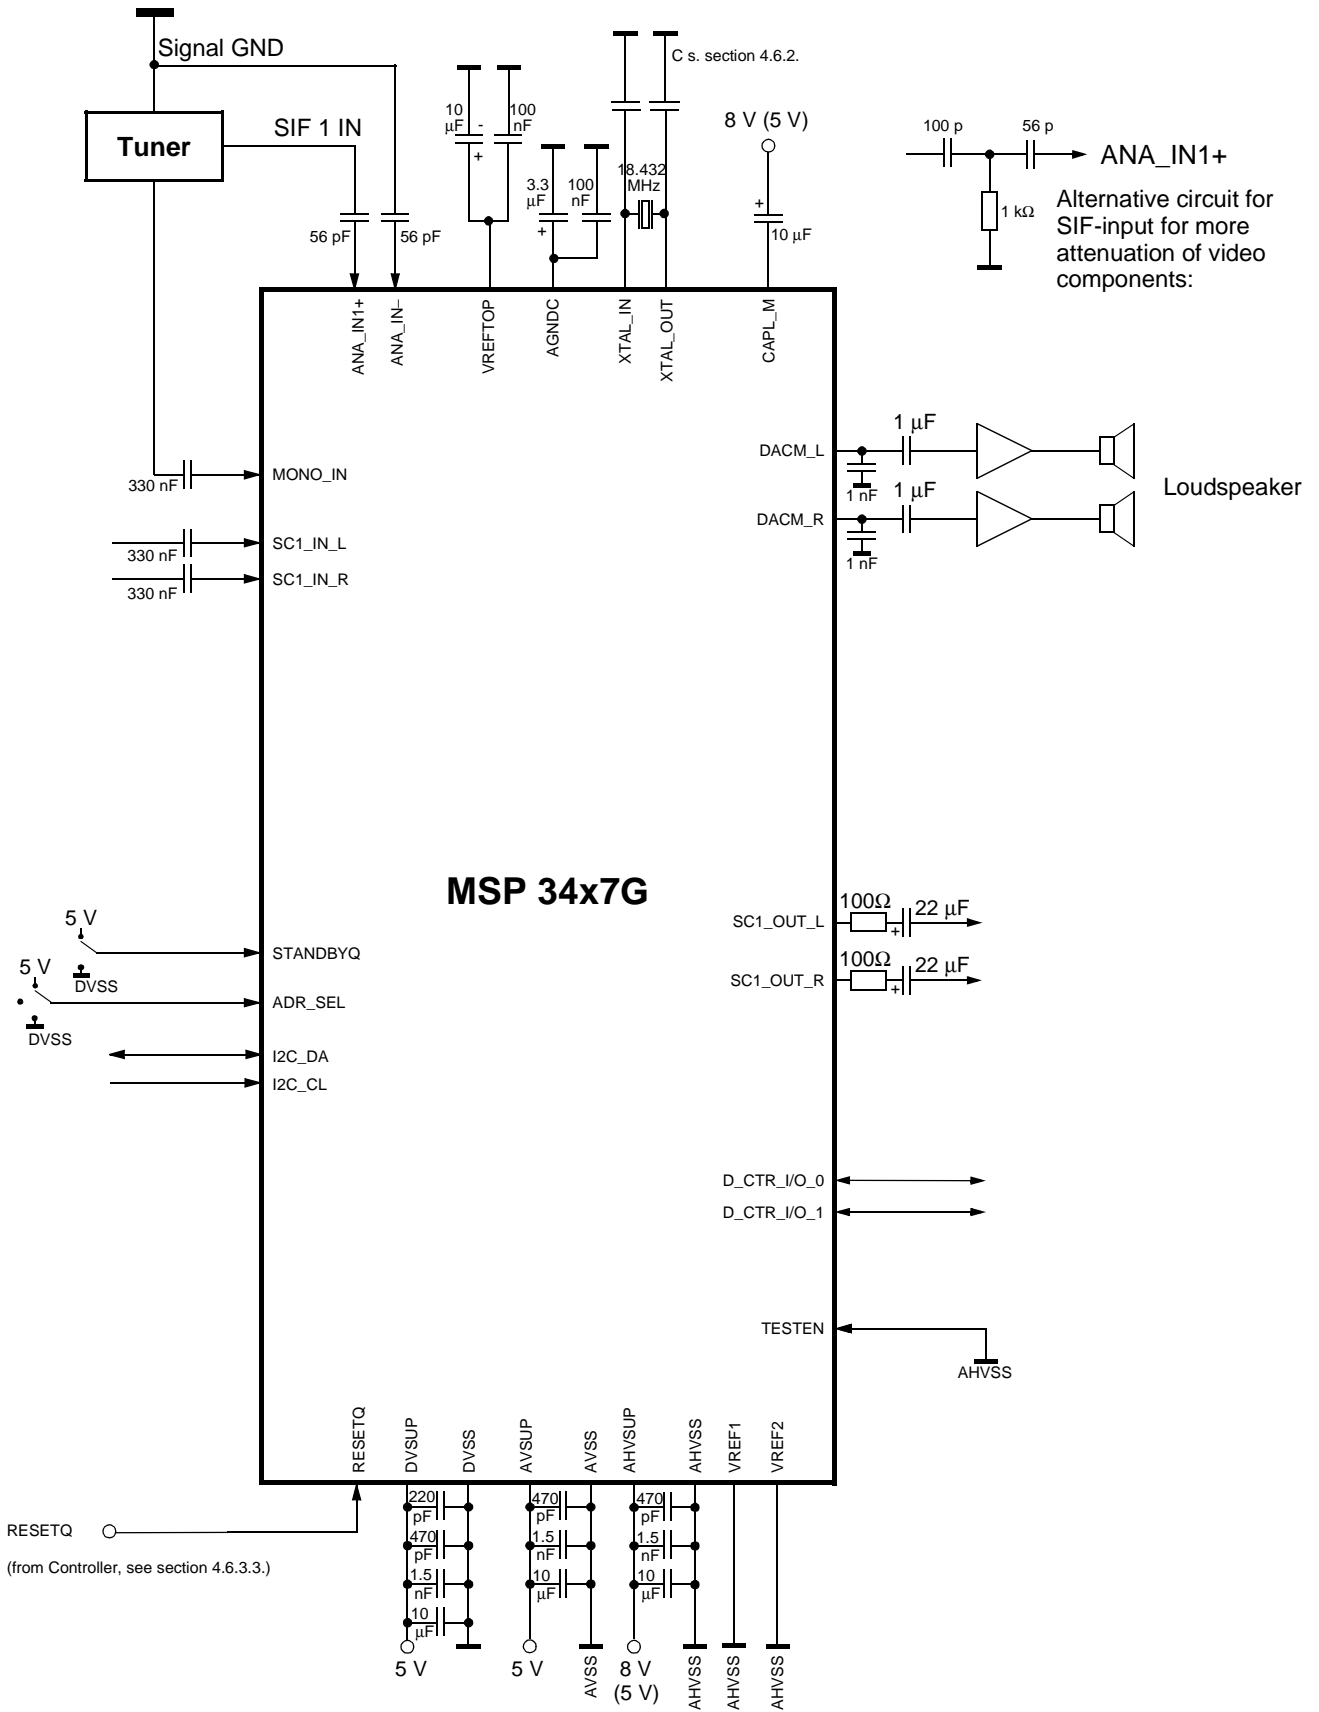 Signal GND
C s. section 4.6.2.
Tuner
SIF 1 IN
10
μF
-
+
100
nF
8 V (5 V)
100 p
56 p
ANA_IN1+
Alternative circuit for
SIF-input for more
attenuation of video
components:
1 kΩ
18.432
MHz
3.3
μF
+
100
nF
+
10 μF
56 pF
56 pF
ANA_IN1+
ANA_IN–
VREFTOP
AGNDC
XTAL_IN
XTAL_OUT
CAPL_M
330 nF
MONO_IN
330 nF
SC1_IN_L
330 nF
SC1_IN_R
DACM_L
1 μF
1 nF
DACM_R
1 μF
1 nF
Loudspeaker
MSP 34x7G
5 V
STANDBYQ
DVSS
5 V
ADR_SEL
DVSS
I2C_DA
I2C_CL
SC1_OUT_L
100Ω
+
22 μF
SC1_OUT_R
100Ω
+
22 μF
D_CTR_I/O_0
D_CTR_I/O_1
TESTEN
AHVSS
RESETQ
DVSUP
DVSS
AVSUP
AVSS
AHVSUP
AHVSS
VREF1
VREF2
RESETQ
(from Controller, see section 4.6.3.3.)
220
pF
470
pF
1.5
nF
10
μF
5 V
470
pF
1.5
nF
10
μF
5 V
AVSS
470
pF
1.5
nF
10
μF
8 V
(5 V)
AHVSS
AHVSS
AHVSS